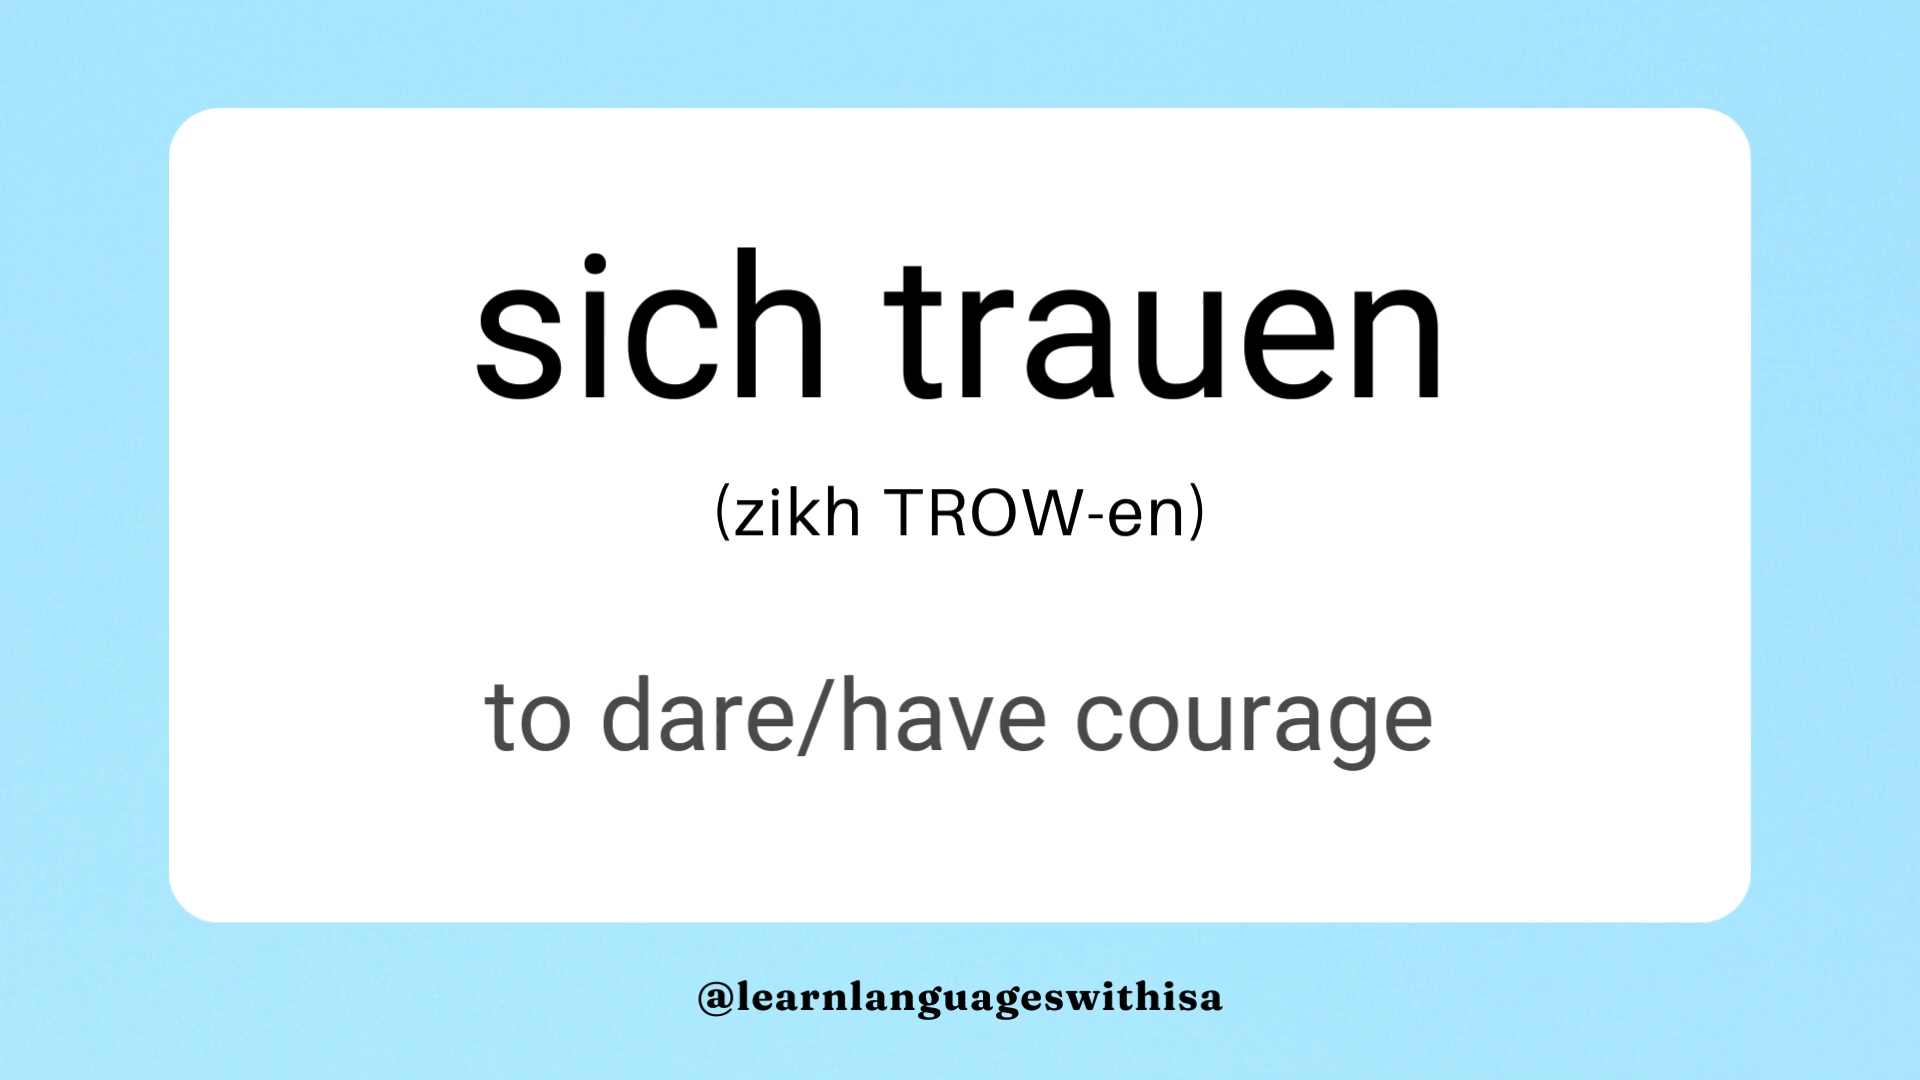 sich trauen
(zikh TROW-en)
to dare/have courage
@learnlanguageswithisa